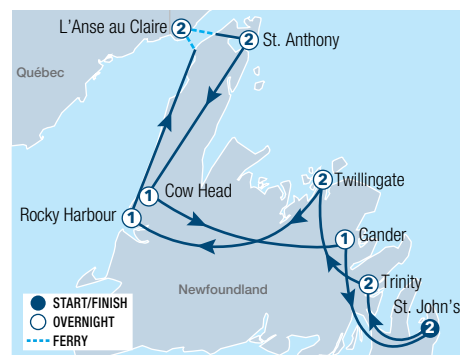 L'Anse au Claire
2
2
St. Anthony
Québec
Cow Head
1
Rocky Harbour
1
2
Twillingate
1
Gander
Newfoundland
2
Trinity
St. John's
2
START/FINISH
OVERNIGHT
FERRY